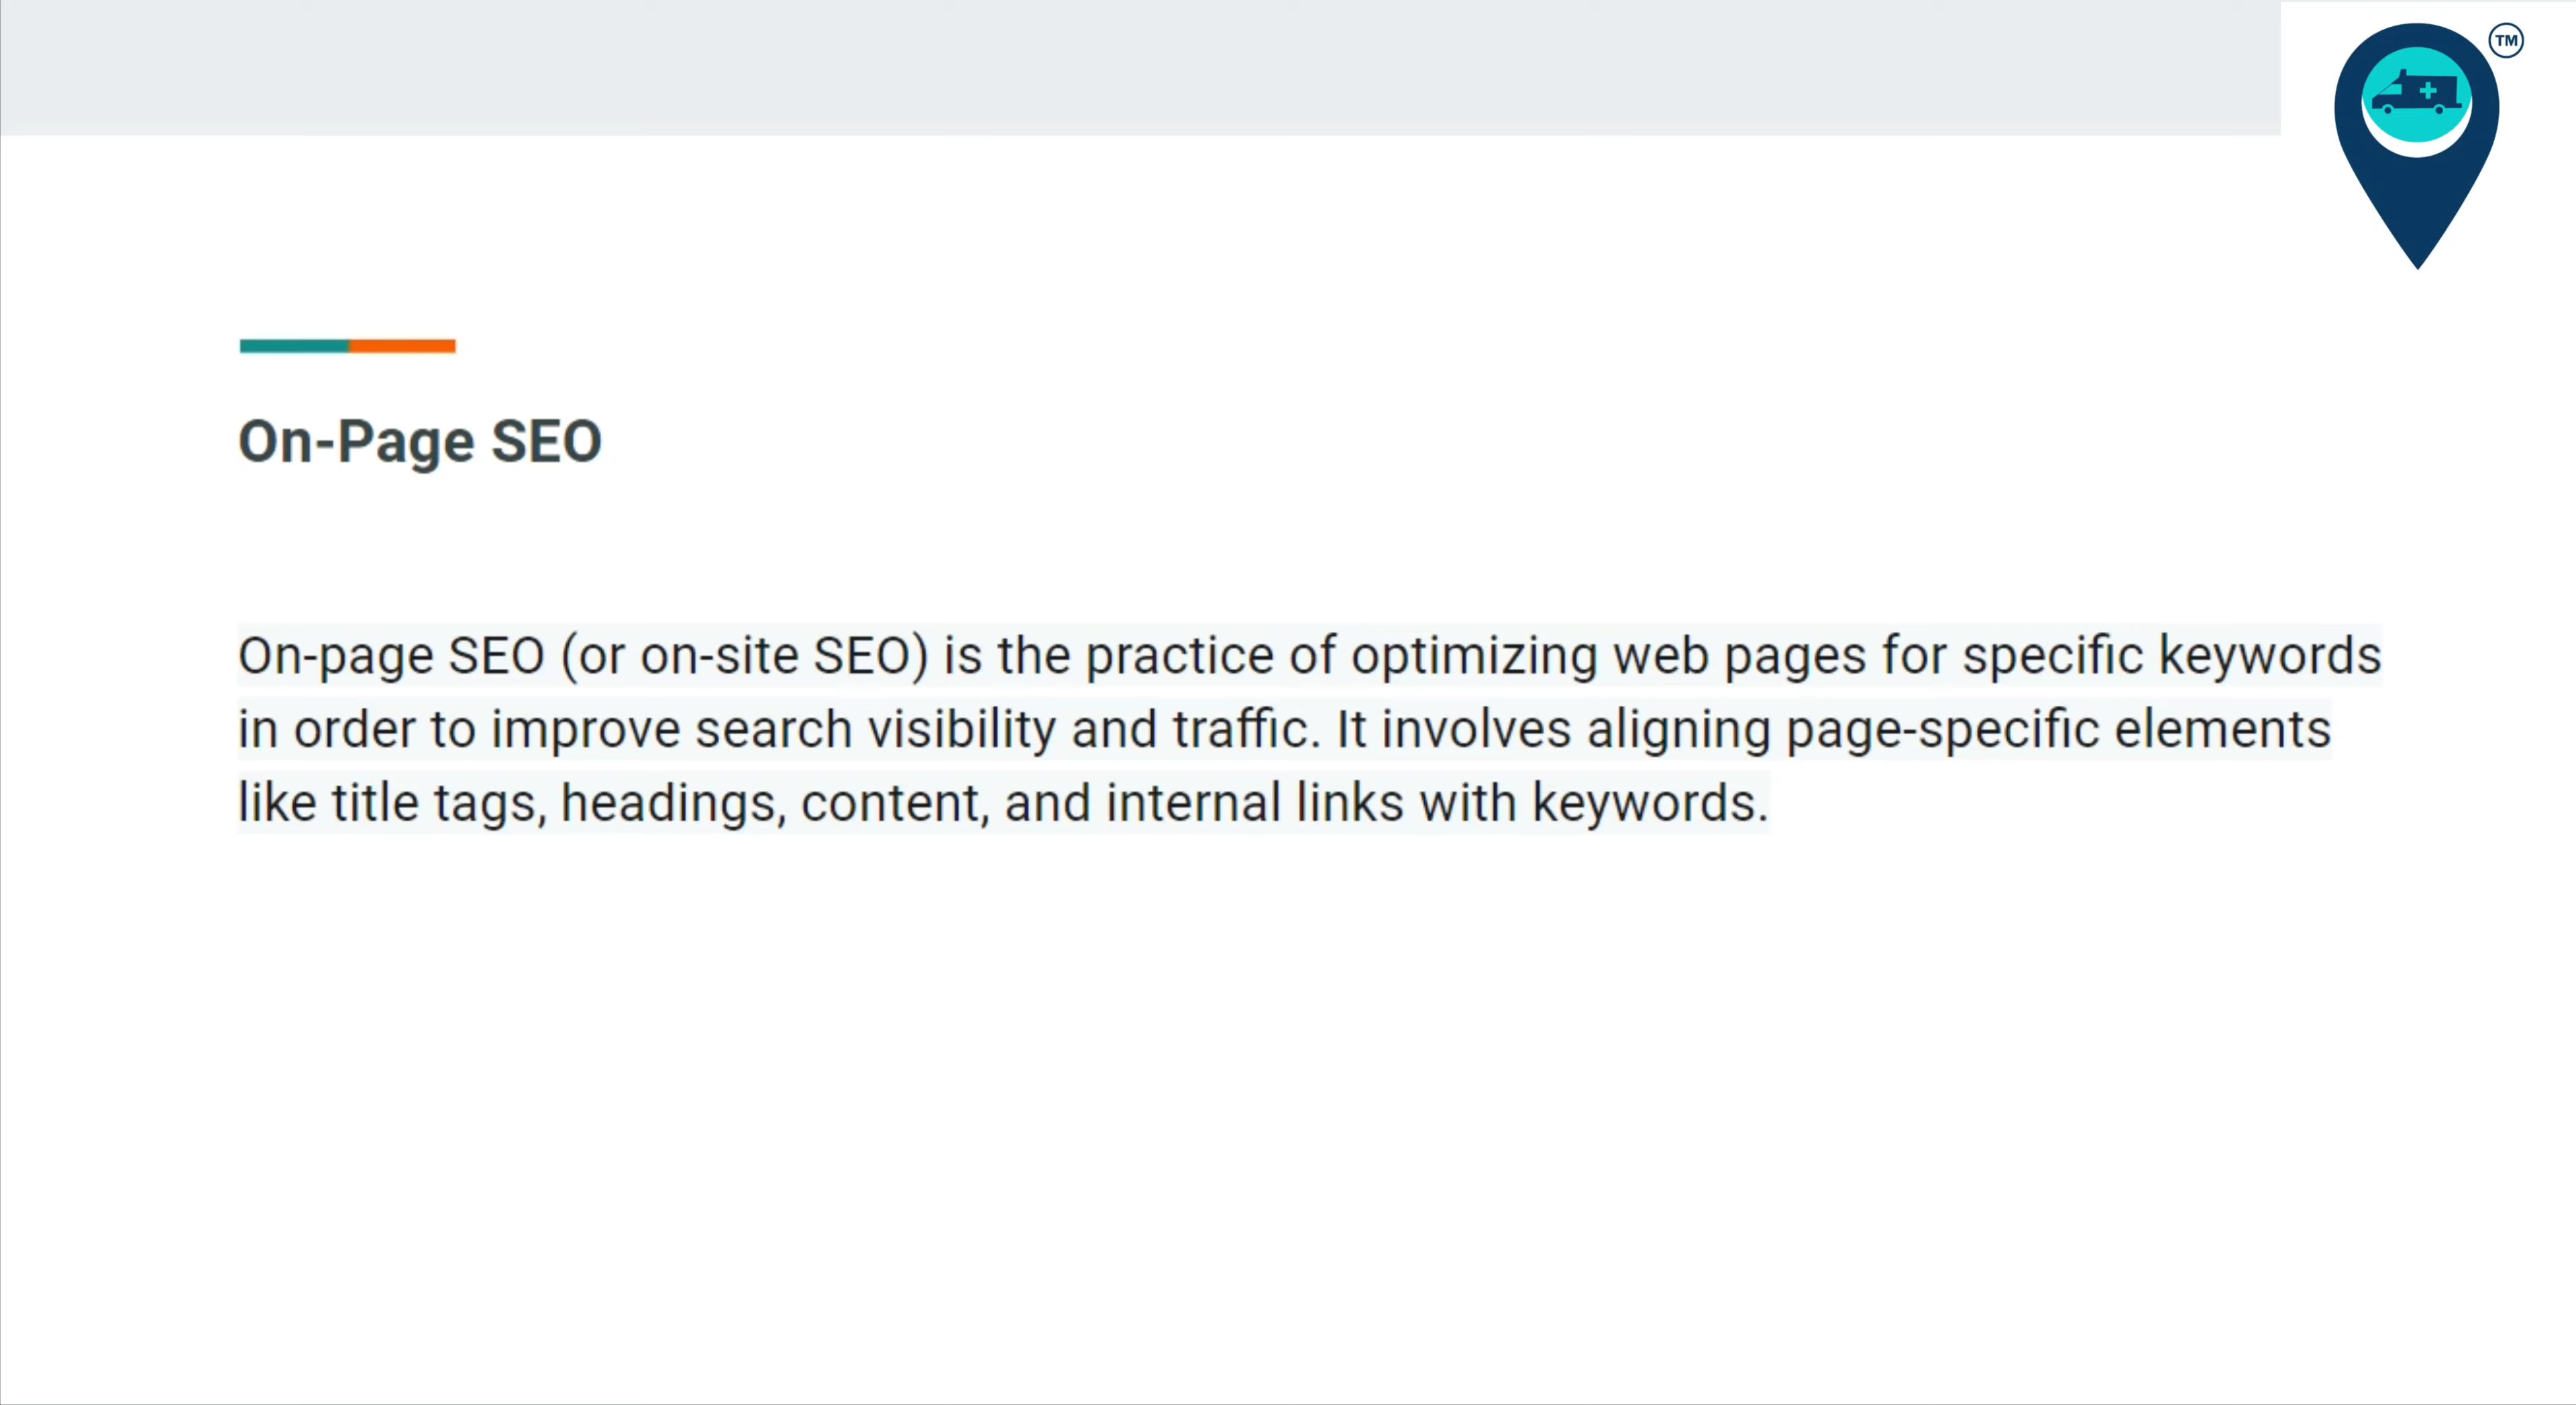 TM
On-Page SEO
On-page SEO (or on-site SEO) is the practice of optimizing web pages for specific keywords
in order to improve search visibility and traffic. It involves aligning page-specific elements
like title tags, headings, content, and internal links with keywords.